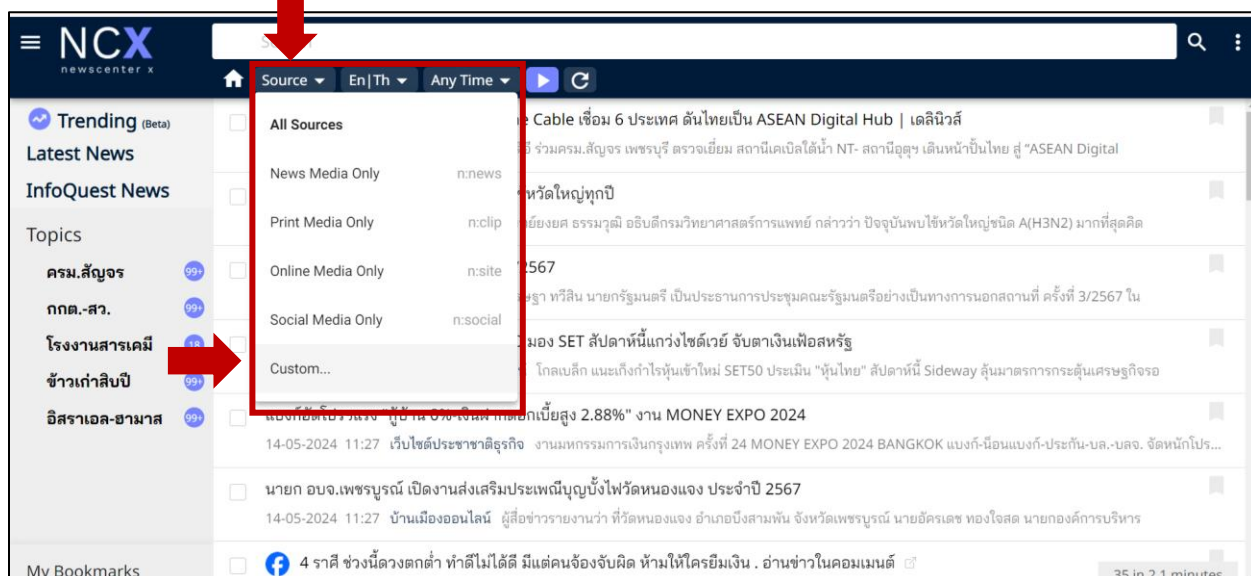 NCX
newscenter x
Source En|Th Any Time
Trending (Beta)
Latest News
InfoQuest News
Topics
ครม.สัญจร 99+
กกต.-สว. 99+
โรงงานสารเคมี 18
ข้าวเก่าสิบปี 99+
อิสราเอล-ฮามาส 99+
My Bookmarks
All Sources
News Media Only n:news
Print Media Only n:clip
Online Media Only n:site
Social Media Only n:social
Custom...
Cable เชื่อม 6 ประเทศ ดันไทยเป็น ASEAN Digital Hub | เดลินิวส์
ร่วมครม.สัญจร เพชรบุรี ตรวจเยี่ยม สถานีเคเบิลใต้น้ำ NT- สถานีอุตุฯ เดินหน้าปั้นไทย สู่ “ASEAN Digital
หวัดใหญ่ทุกปี
ย์ยงยศ ธรรมวุฒิ อธิบดีกรมวิทยาศาสตร์การแพทย์ กล่าวว่า ปัจจุบันพบไข้หวัดใหญ่ชนิด A(H3N2) มากที่สุดคิด
2567
ทวีสิน นายกรัฐมนตรี เป็นประธานการประชุมคณะรัฐมนตรีอย่างเป็นทางการนอกสถานที่ ครั้งที่ 3/2567 ใน
มอง SET สัปดาห์นี้แกว่งไซด์เวย์ จับตาเงินเฟ้อสหรัฐ
โกลเบล็ก แนะเก็งกำไรหุ้นเข้าใหม่ SET50 ประเมิน "หุ้นไทย" สัปดาห์นี้ Sideway ลุ้นมาตรการกระตุ้นเศรษฐกิจรอ
แบงก์อัดโปรฯแรง "กู้บ้าน 0%-เงินฝากดอกเบี้ยสูง 2.88%" งาน MONEY EXPO 2024
14-05-2024 11:27 เว็บไซต์ประชาชาติธุรกิจ งานมหกรรมการเงินกรุงเทพ ครั้งที่ 24 MONEY EXPO 2024 BANGKOK แบงก์-น็อนแบงก์-ประกัน-บล.-บลจ. จัดหนักโปร...
นายก อบจ.เพชรบูรณ์ เปิดงานส่งเสริมประเพณีบุญบั้งไฟวัดหนองแจง ประจำปี 2567
14-05-2024 11:27 บ้านเมืองออนไลน์ ผู้สื่อข่าวรายงานว่า ที่วัดหนองแจง อำเภอบึงสามพัน จังหวัดเพชรบูรณ์ นายอัครเดช ทองใจสด นายกองค์การบริหาร
4 ราศี ช่วงนี้ดวงตกต่ำ ทำดีไม่ได้ดี มีแต่คนจ้องจับผิด ห้ามให้ใครยืมเงิน . อ่านข่าวในคอมเมนต์
35 in 2.1 minutes